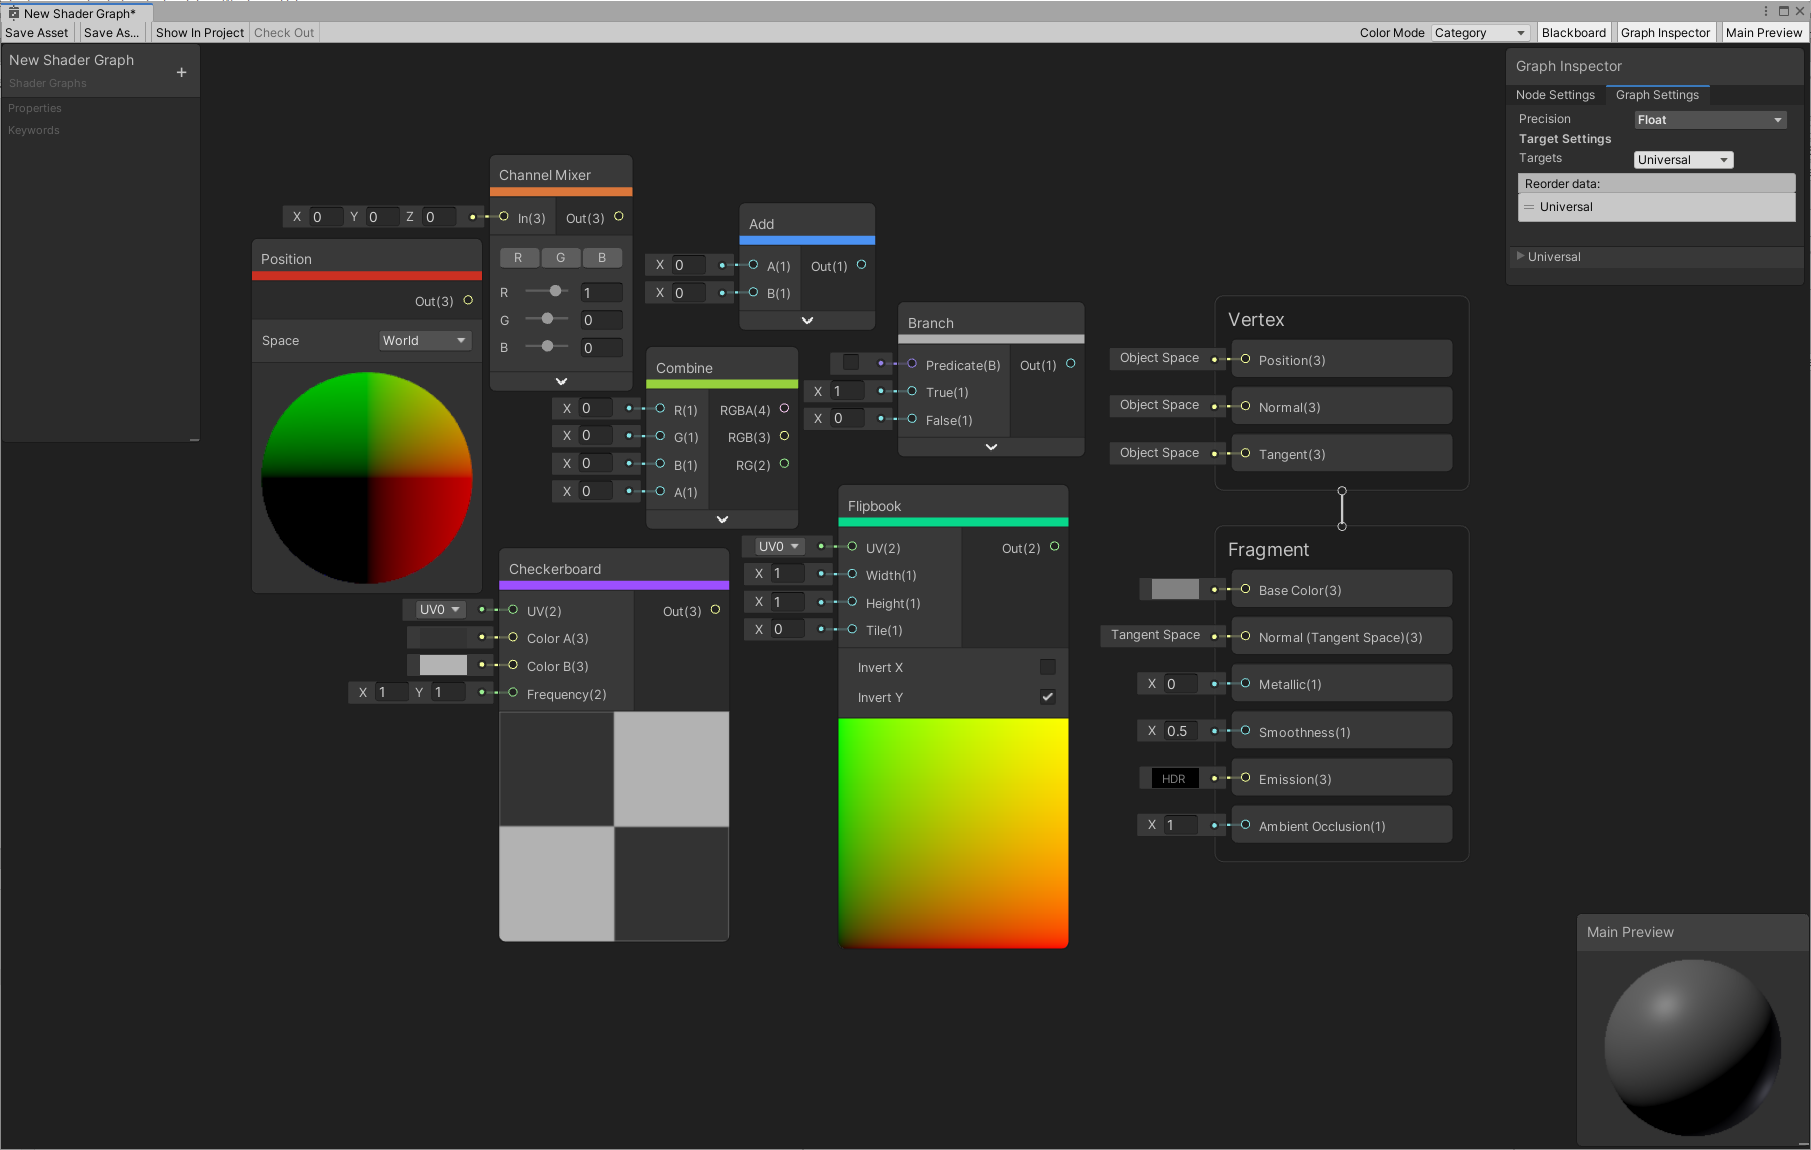 New Shader Graph*
Save Asset Save As... Show In Project Check Out Color Mode Category Blackboard Graph Inspector Main Preview
New Shader Graph +
Shader Graphs
Properties
Keywords
Graph Inspector
Node Settings Graph Settings
Precision Float
Target Settings
Targets Universal
Reorder data:
Universal
Universal
Channel Mixer
X 0 Y 0 Z 0 In(3) Out(3)
R G B
R 1
G 0
B 0
Position
Out(3)
Space World
Add
X 0 A(1) Out(1)
X 0 B(1)
Combine
X 0 R(1) RGBA(4)
X 0 G(1) RGB(3)
X 0 B(1) RG(2)
X 0 A(1)
Branch
Predicate(B) Out(1)
X 1 True(1)
X 0 False(1)
Checkerboard
UV0 UV(2) Out(3)
Color A(3)
Color B(3)
X 1 Y 1 Frequency(2)
Flipbook
UV0 UV(2) Out(2)
X 1 Width(1)
X 1 Height(1)
X 0 Tile(1)
Invert X
Invert Y
Vertex
Object Space Position(3)
Object Space Normal(3)
Object Space Tangent(3)
Fragment
Base Color(3)
Tangent Space Normal (Tangent Space)(3)
X 0 Metallic(1)
X 0.5 Smoothness(1)
HDR Emission(3)
X 1 Ambient Occlusion(1)
Main Preview